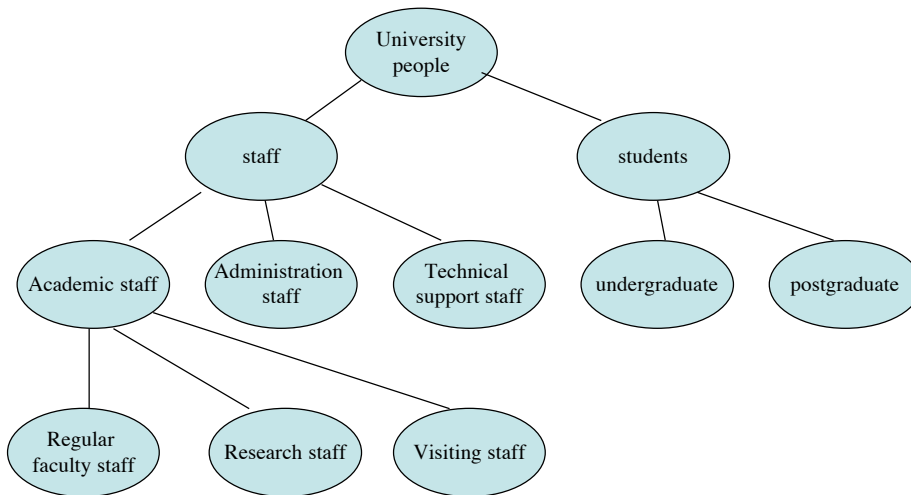 University
people
staff
students
Academic staff
Administration
staff
Technical
support staff
undergraduate
postgraduate
Regular
faculty staff
Research staff
Visiting staff